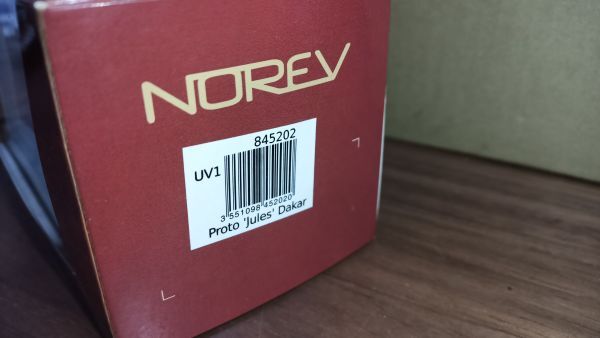 NOREV
845202
UV1
3 551098 452020
Proto 'Jules' Dakar